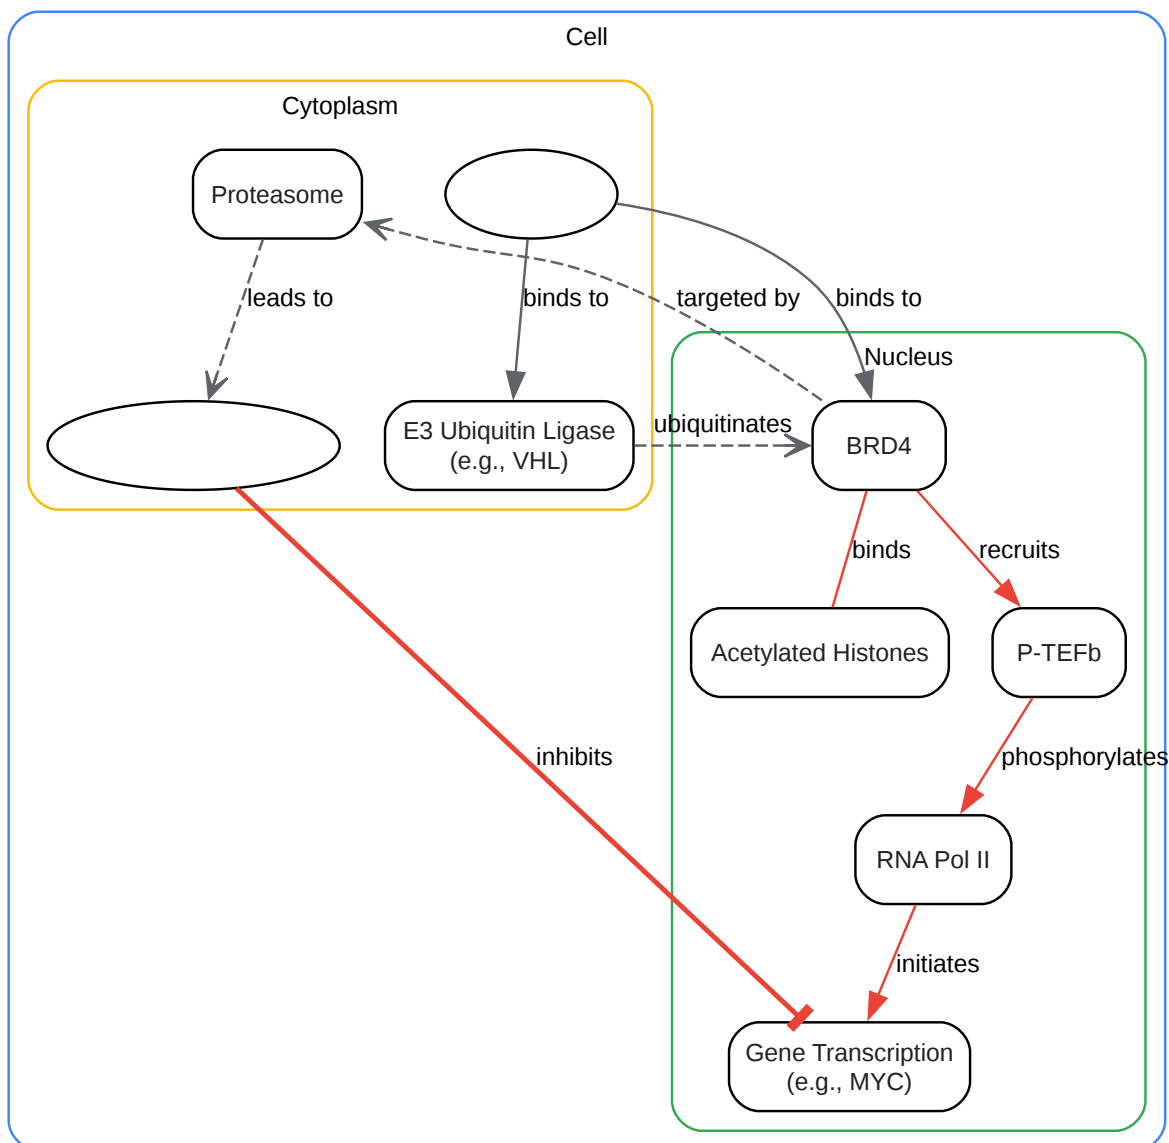 Cell
Cytoplasm
Proteasome
leads to
binds to
targeted by
binds to
Nucleus
E3 Ubiquitin Ligase
(e.g., VHL)
ubiquitinates
BRD4
binds
recruits
Acetylated Histones
P-TEFb
inhibits
phosphorylates
RNA Pol II
initiates
Gene Transcription
(e.g., MYC)